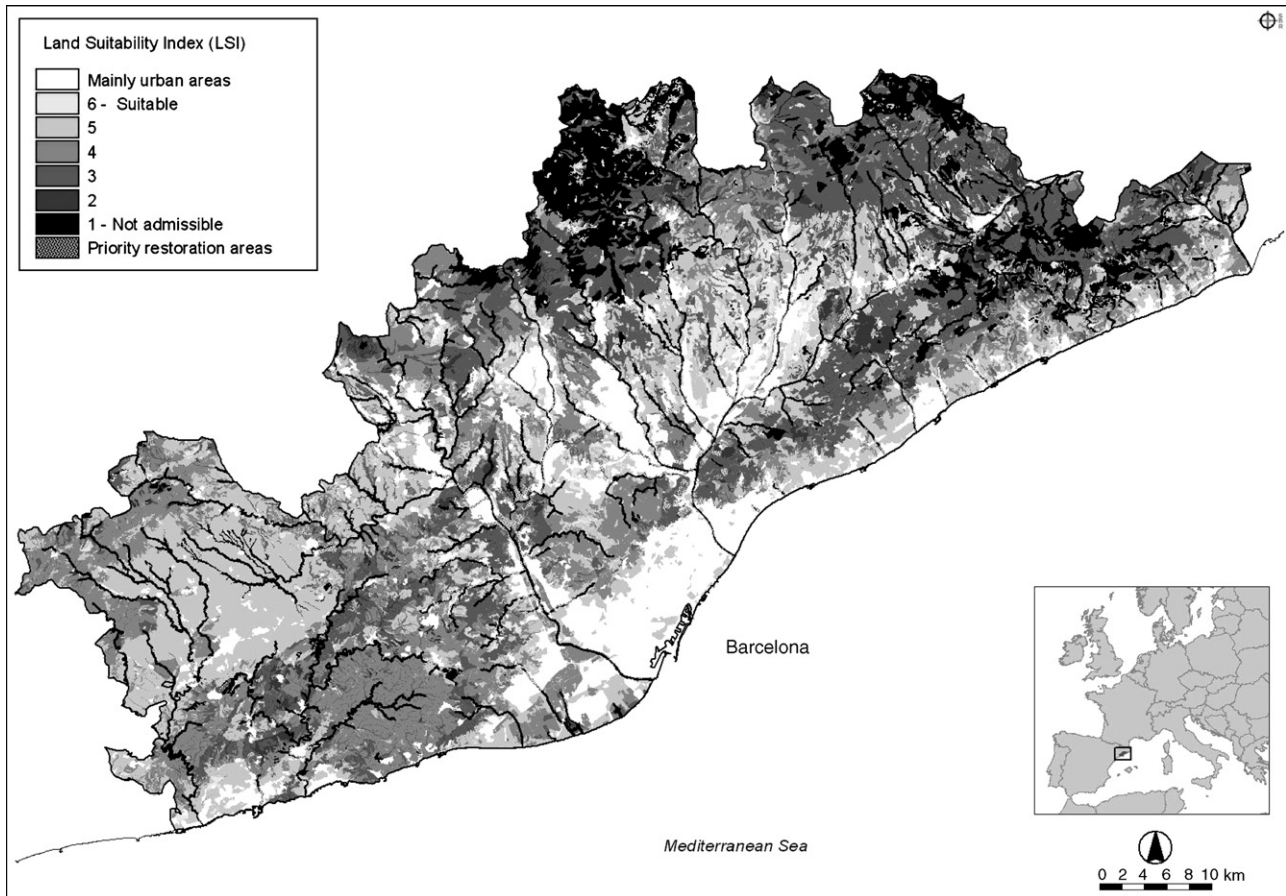 Land Suitability Index (LSI)
Mainly urban areas
6 - Suitable
5
4
3
2
1 - Not admissible
Priority restoration areas
Barcelona
Mediterranean Sea
0 2 4 6 8 10 km